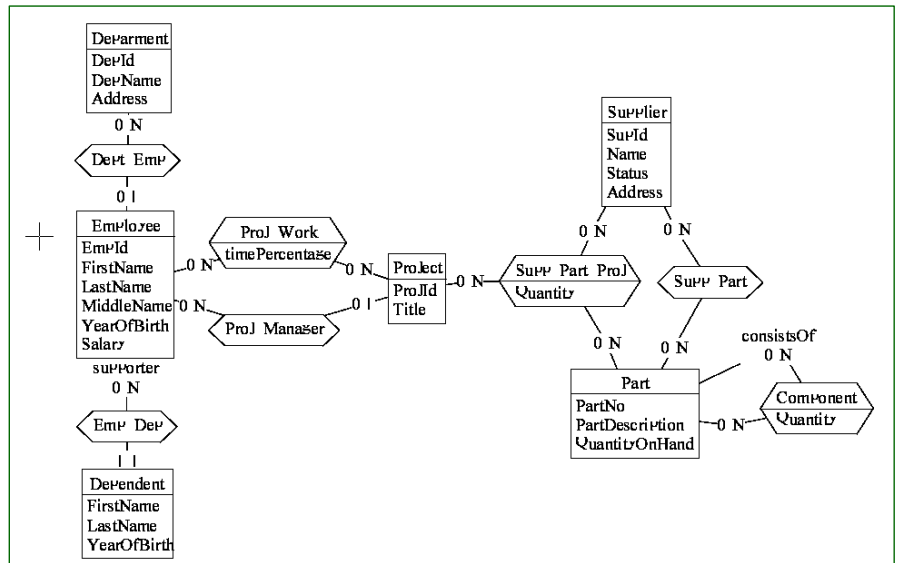 Deparment
DepId
DepName
Address
0 N
Dept Emp
0 1
Employee
EmpId
FirstName
LastName
MiddleName
YearOfBirth
Salary
supporter
0 N
Emp Dep
1 1
Dependent
FirstName
LastName
YearOfBirth
Proj Work
timePercentage
0 N
0 N
0 N
0 1
Proj Manager
Project
ProjId
Title
0 N
Supp Part Proj
Quantity
Supplier
SupId
Name
Status
Address
0 N
0 N
Supp Part
0 N
0 N
Part
PartNo
PartDescription
QuantityOnHand
consistsOf
0 N
Component
Quantity
0 N